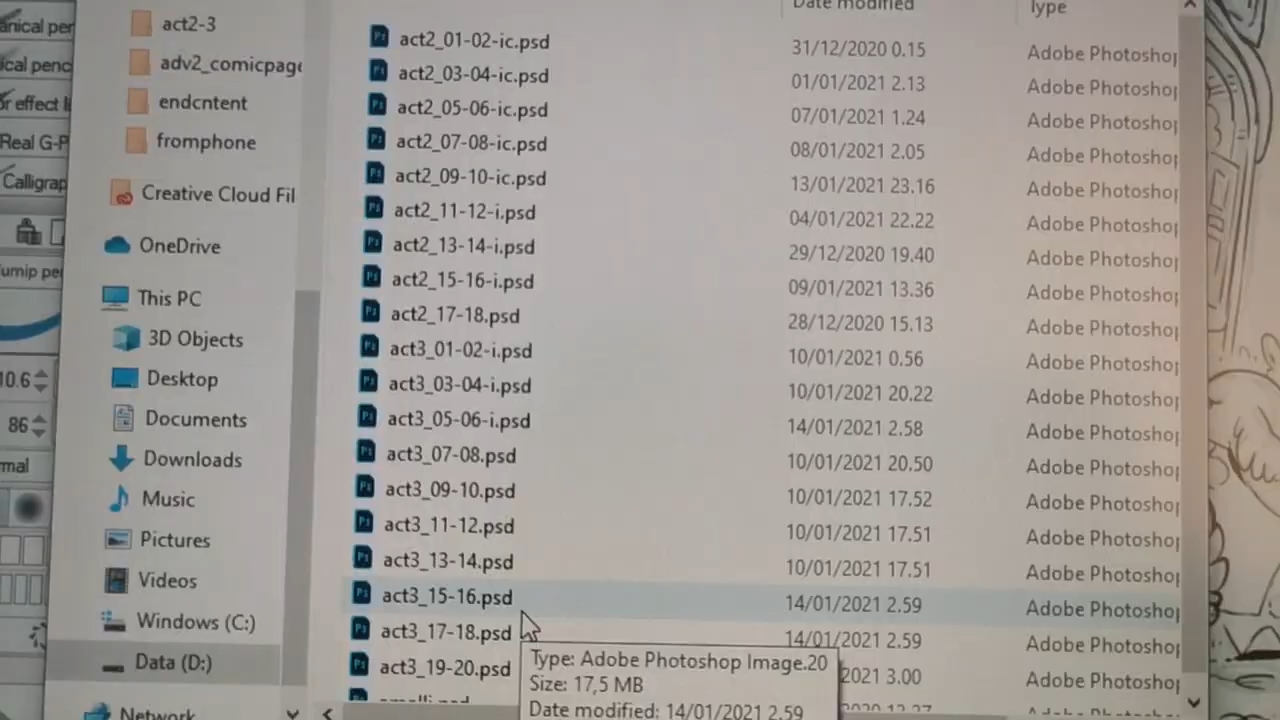 Date modified
Type
act2-3
adv2_comicpage
endcntent
fromphone
Creative Cloud Fil
OneDrive
This PC
3D Objects
Desktop
Documents
Downloads
Music
Pictures
Videos
Windows (C:)
Data (D:)
Network
anical per
ical penc
or effect li
Real G-P
Calligrap
10.6
86
act2_01-02-ic.psd 31/12/2020 0.15 Adobe Photoshop
act2_03-04-ic.psd 01/01/2021 2.13 Adobe Photoshop
act2_05-06-ic.psd 07/01/2021 1.24 Adobe Photoshop
act2_07-08-ic.psd 08/01/2021 2.05 Adobe Photoshop
act2_09-10-ic.psd 13/01/2021 23.16 Adobe Photoshop
act2_11-12-i.psd 04/01/2021 22.22 Adobe Photoshop
act2_13-14-i.psd 29/12/2020 19.40 Adobe Photoshop
act2_15-16-i.psd 09/01/2021 13.36 Adobe Photoshop
act2_17-18.psd 28/12/2020 15.13 Adobe Photoshop
act3_01-02-i.psd 10/01/2021 0.56 Adobe Photoshop
act3_03-04-i.psd 10/01/2021 20.22 Adobe Photoshop
act3_05-06-i.psd 14/01/2021 2.58 Adobe Photoshop
act3_07-08.psd 10/01/2021 20.50 Adobe Photoshop
act3_09-10.psd 10/01/2021 17.52 Adobe Photoshop
act3_11-12.psd 10/01/2021 17.51 Adobe Photoshop
act3_13-14.psd 10/01/2021 17.51 Adobe Photoshop
act3_15-16.psd 14/01/2021 2.59 Adobe Photoshop
act3_17-18.psd 14/01/2021 2.59 Adobe Photoshop
act3_19-20.psd 2021 3.00 Adobe Photoshop
Type: Adobe Photoshop Image.20
Size: 17,5 MB
Date modified: 14/01/2021 2.59